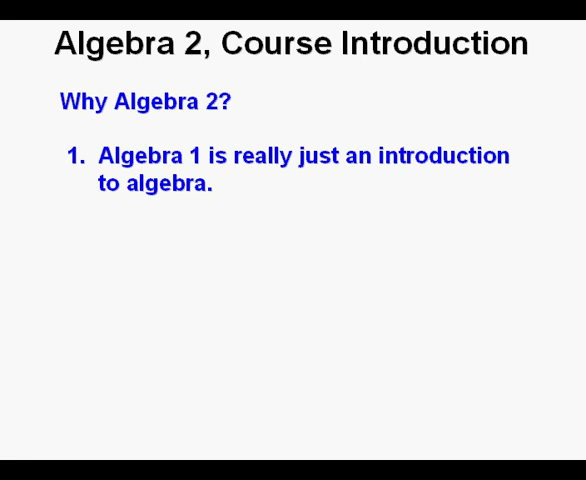 Algebra 2, Course Introduction
Why Algebra 2?
1. Algebra 1 is really just an introduction
to algebra.